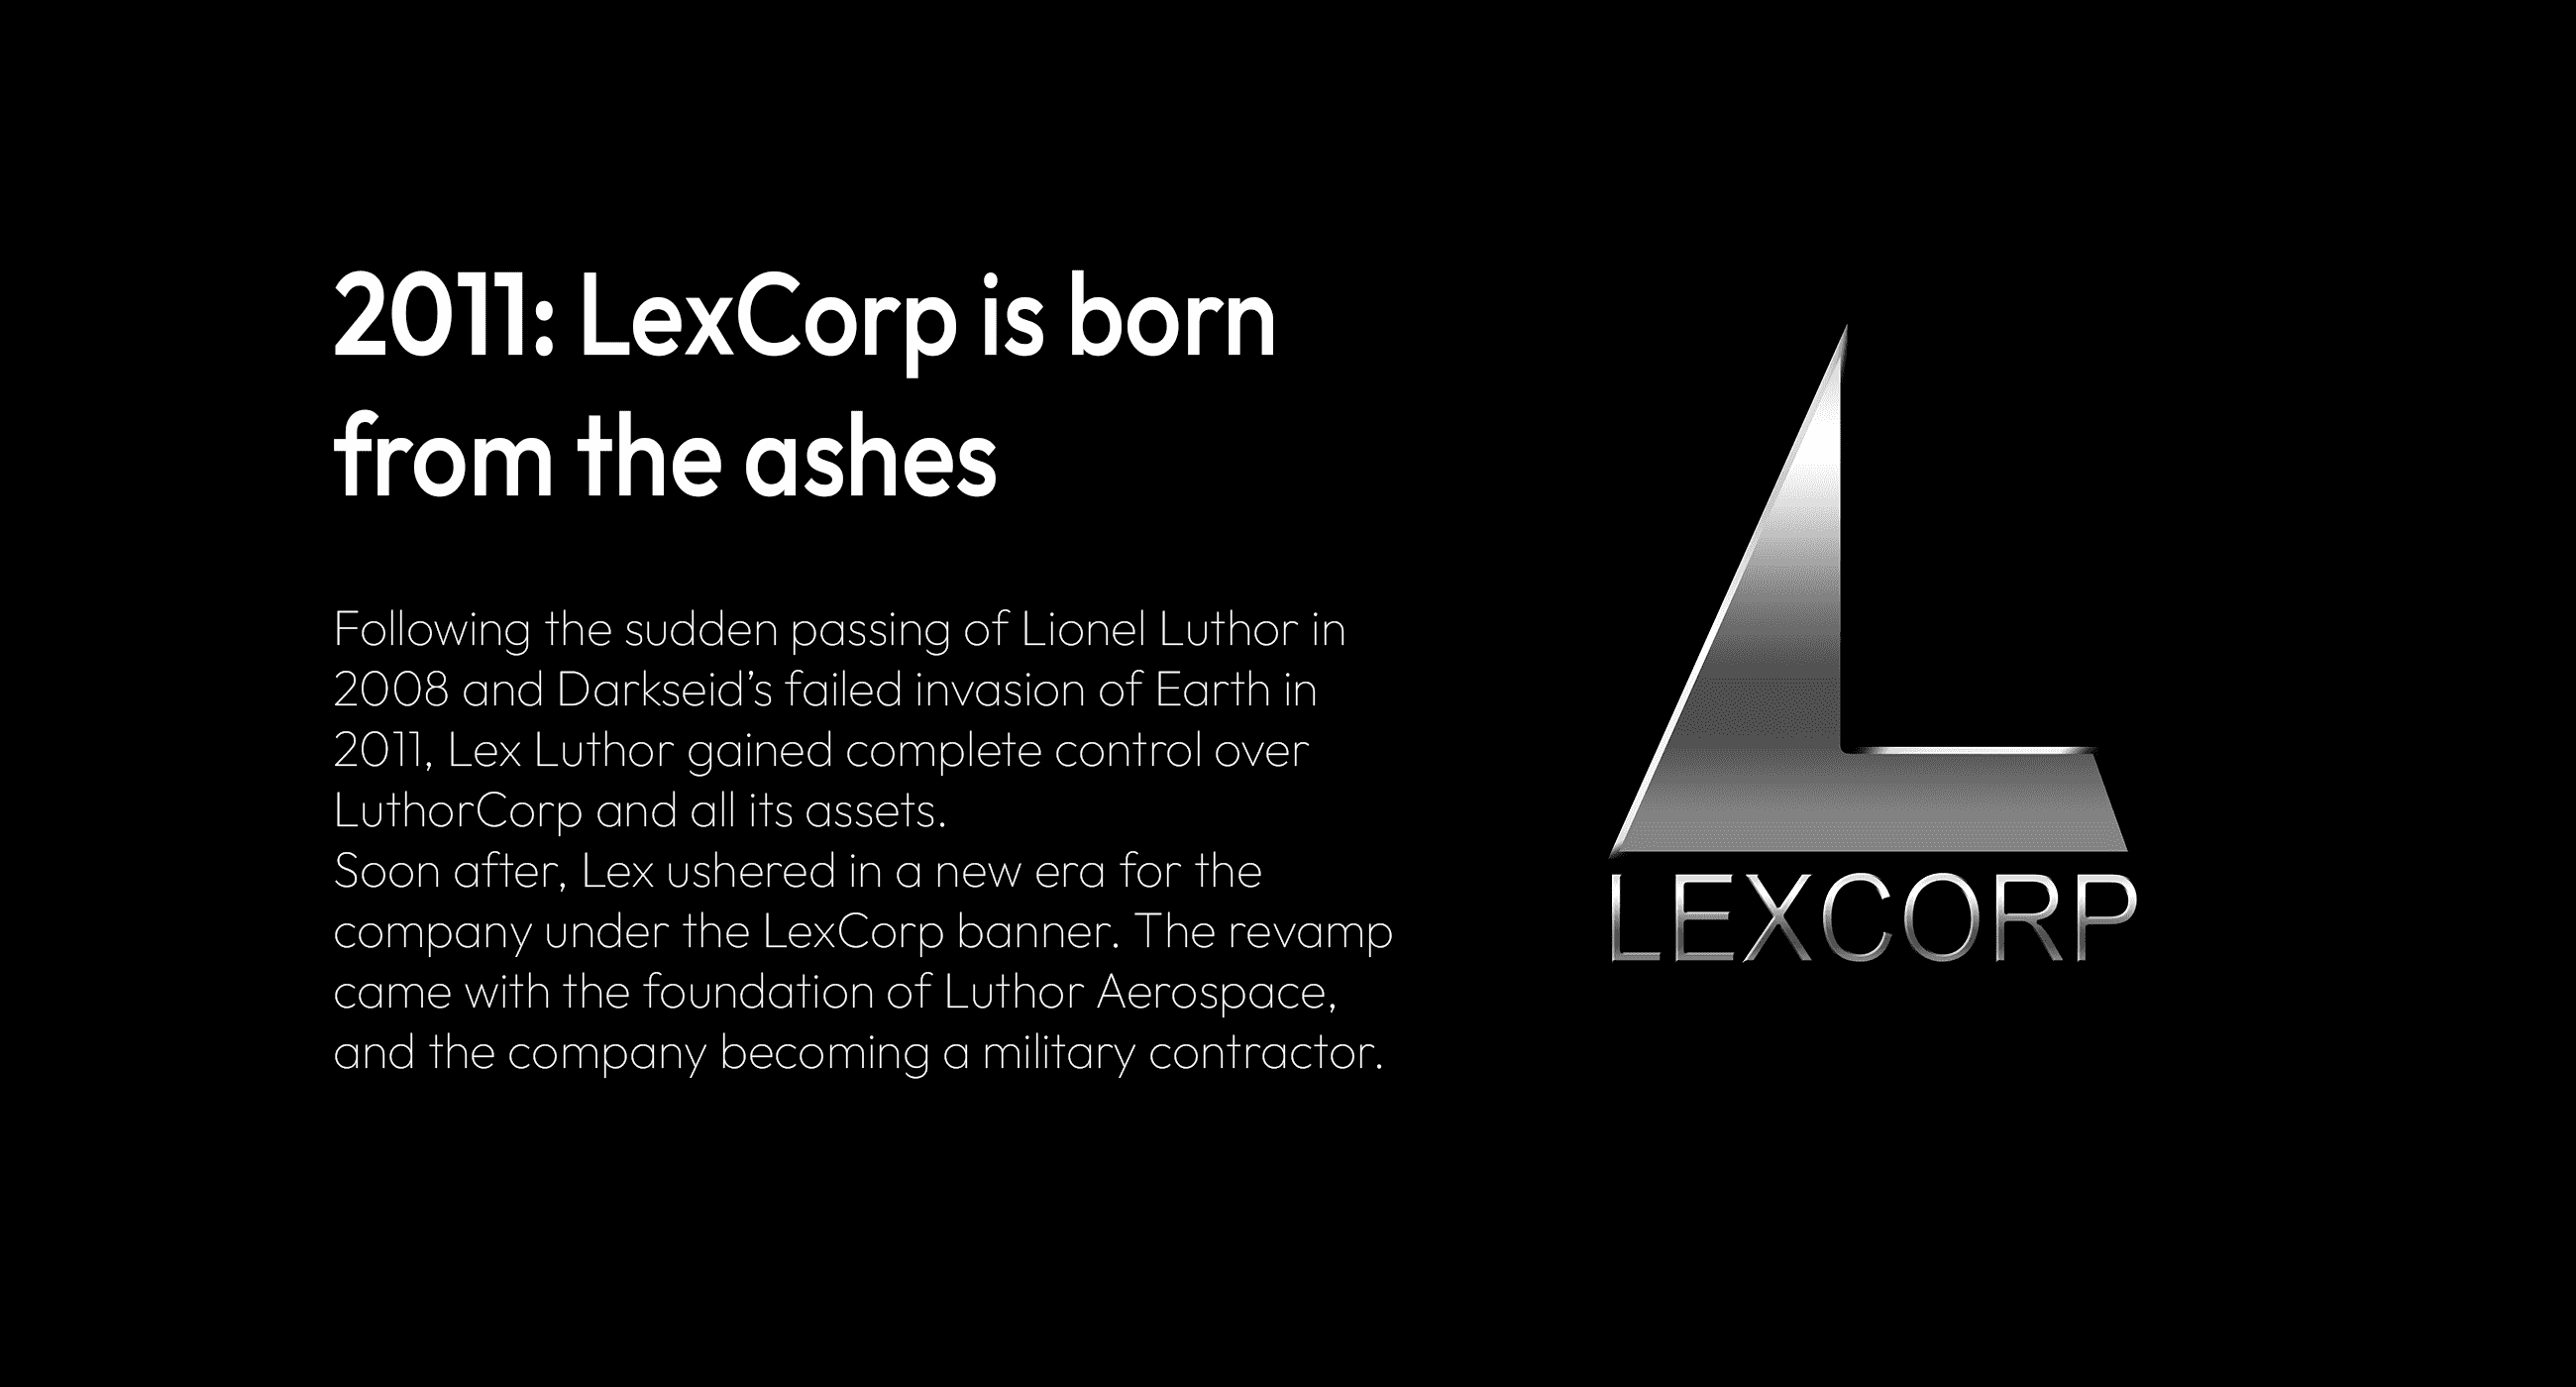 2011: LexCorp is born
from the ashes
Following the sudden passing of Lionel Luthor in
2008 and Darkseid’s failed invasion of Earth in
2011, Lex Luthor gained complete control over
LuthorCorp and all its assets.
Soon after, Lex ushered in a new era for the
company under the LexCorp banner. The revamp
came with the foundation of Luthor Aerospace,
and the company becoming a military contractor.
LEXCORP